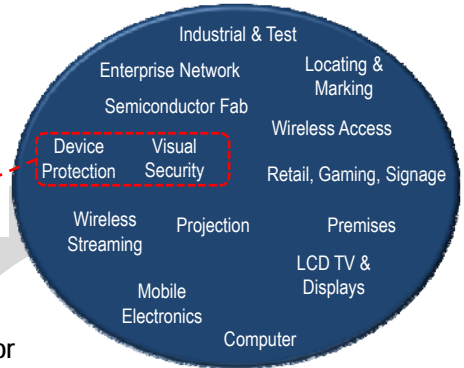 Industrial & Test
Enterprise Network
Locating &
Marking
Semiconductor Fab
Wireless Access
Device
Protection
Visual
Security
Retail, Gaming, Signage
Wireless
Streaming
Projection
Premises
LCD TV &
Displays
Mobile
Electronics
Computer
or